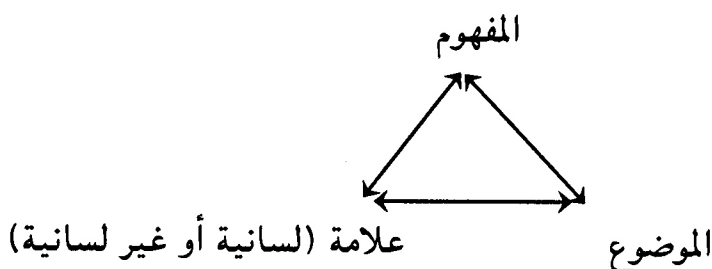 المفهوم
الموضوع
علامة (لسانية أو غير لسانية)